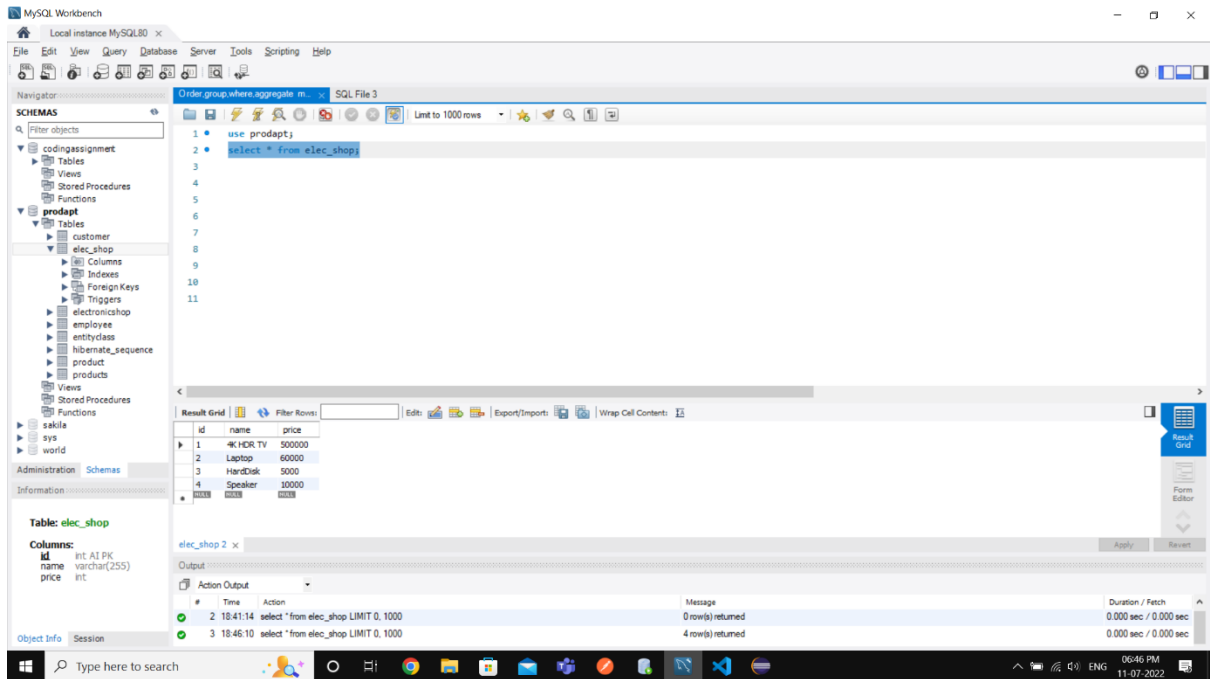 MySQL Workbench
Local instance MySQL80
File Edit View Query Database Server Tools Scripting Help
Navigator
SCHEMAS
Filter objects
codingassignment
Tables
Views
Stored Procedures
Functions
prodapt
Tables
customer
elec_shop
Columns
Indexes
Foreign Keys
Triggers
electronicshop
employee
entityclass
hibernate_sequence
product
products
Views
Stored Procedures
Functions
sakila
sys
world
Administration Schemas
Information
Table: elec_shop
Columns:
id int AI PK
name varchar(255)
price int
Object Info Session
Order,group,where,aggregate m... SQL File 3
Limit to 1000 rows
1 use prodapt;
2 select * from elec_shop;
3
4
5
6
7
8
9
10
11
Result Grid Filter Rows: Edit: Export/Import: Wrap Cell Content:
id name price
1 4K HDR TV 500000
2 Laptop 60000
3 HardDisk 5000
4 Speaker 10000
NULL NULL NULL
Result Grid
Form Editor
elec_shop 2 Apply Revert
Output
Action Output
# Time Action Message Duration / Fetch
2 18:41:14 select * from elec_shop LIMIT 0, 1000 0 row(s) returned 0.000 sec / 0.000 sec
3 18:46:10 select * from elec_shop LIMIT 0, 1000 4 row(s) returned 0.000 sec / 0.000 sec
Type here to search
ENG
06:46 PM
11-07-2022